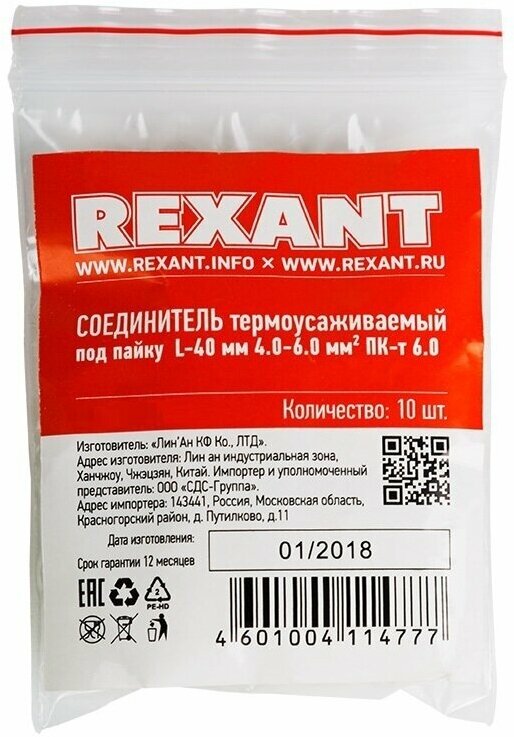 REXANT
WWW.REXANT.INFO × WWW.REXANT.RU
СОЕДИНИТЕЛЬ термоусаживаемый
под пайку L-40 мм 4.0-6.0 мм² ПК-т 6.0
Количество: 10 шт.
Изготовитель: «Лин'Ан КФ Ко., ЛТД».
Адрес изготовителя: Лин ан индустриальная зона,
Ханчжоу, Чжэцзян, Китай. Импортер и уполномоченный
представитель: ООО «СДС-Группа».
Адрес импортера: 143441, Россия, Московская область,
Красногорский район, д. Путилково, д.11
Дата изготовления:
01/2018
Срок гарантии 12 месяцев
EAC
2
PE-HD
4 601004 114777